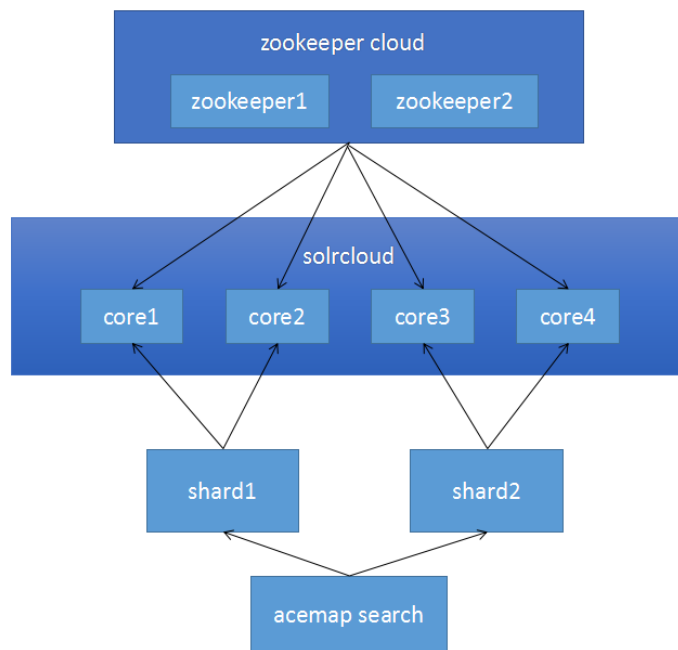 zookeeper cloud
zookeeper1 zookeeper2
solrcloud
core1 core2 core3 core4
shard1 shard2
acemap search